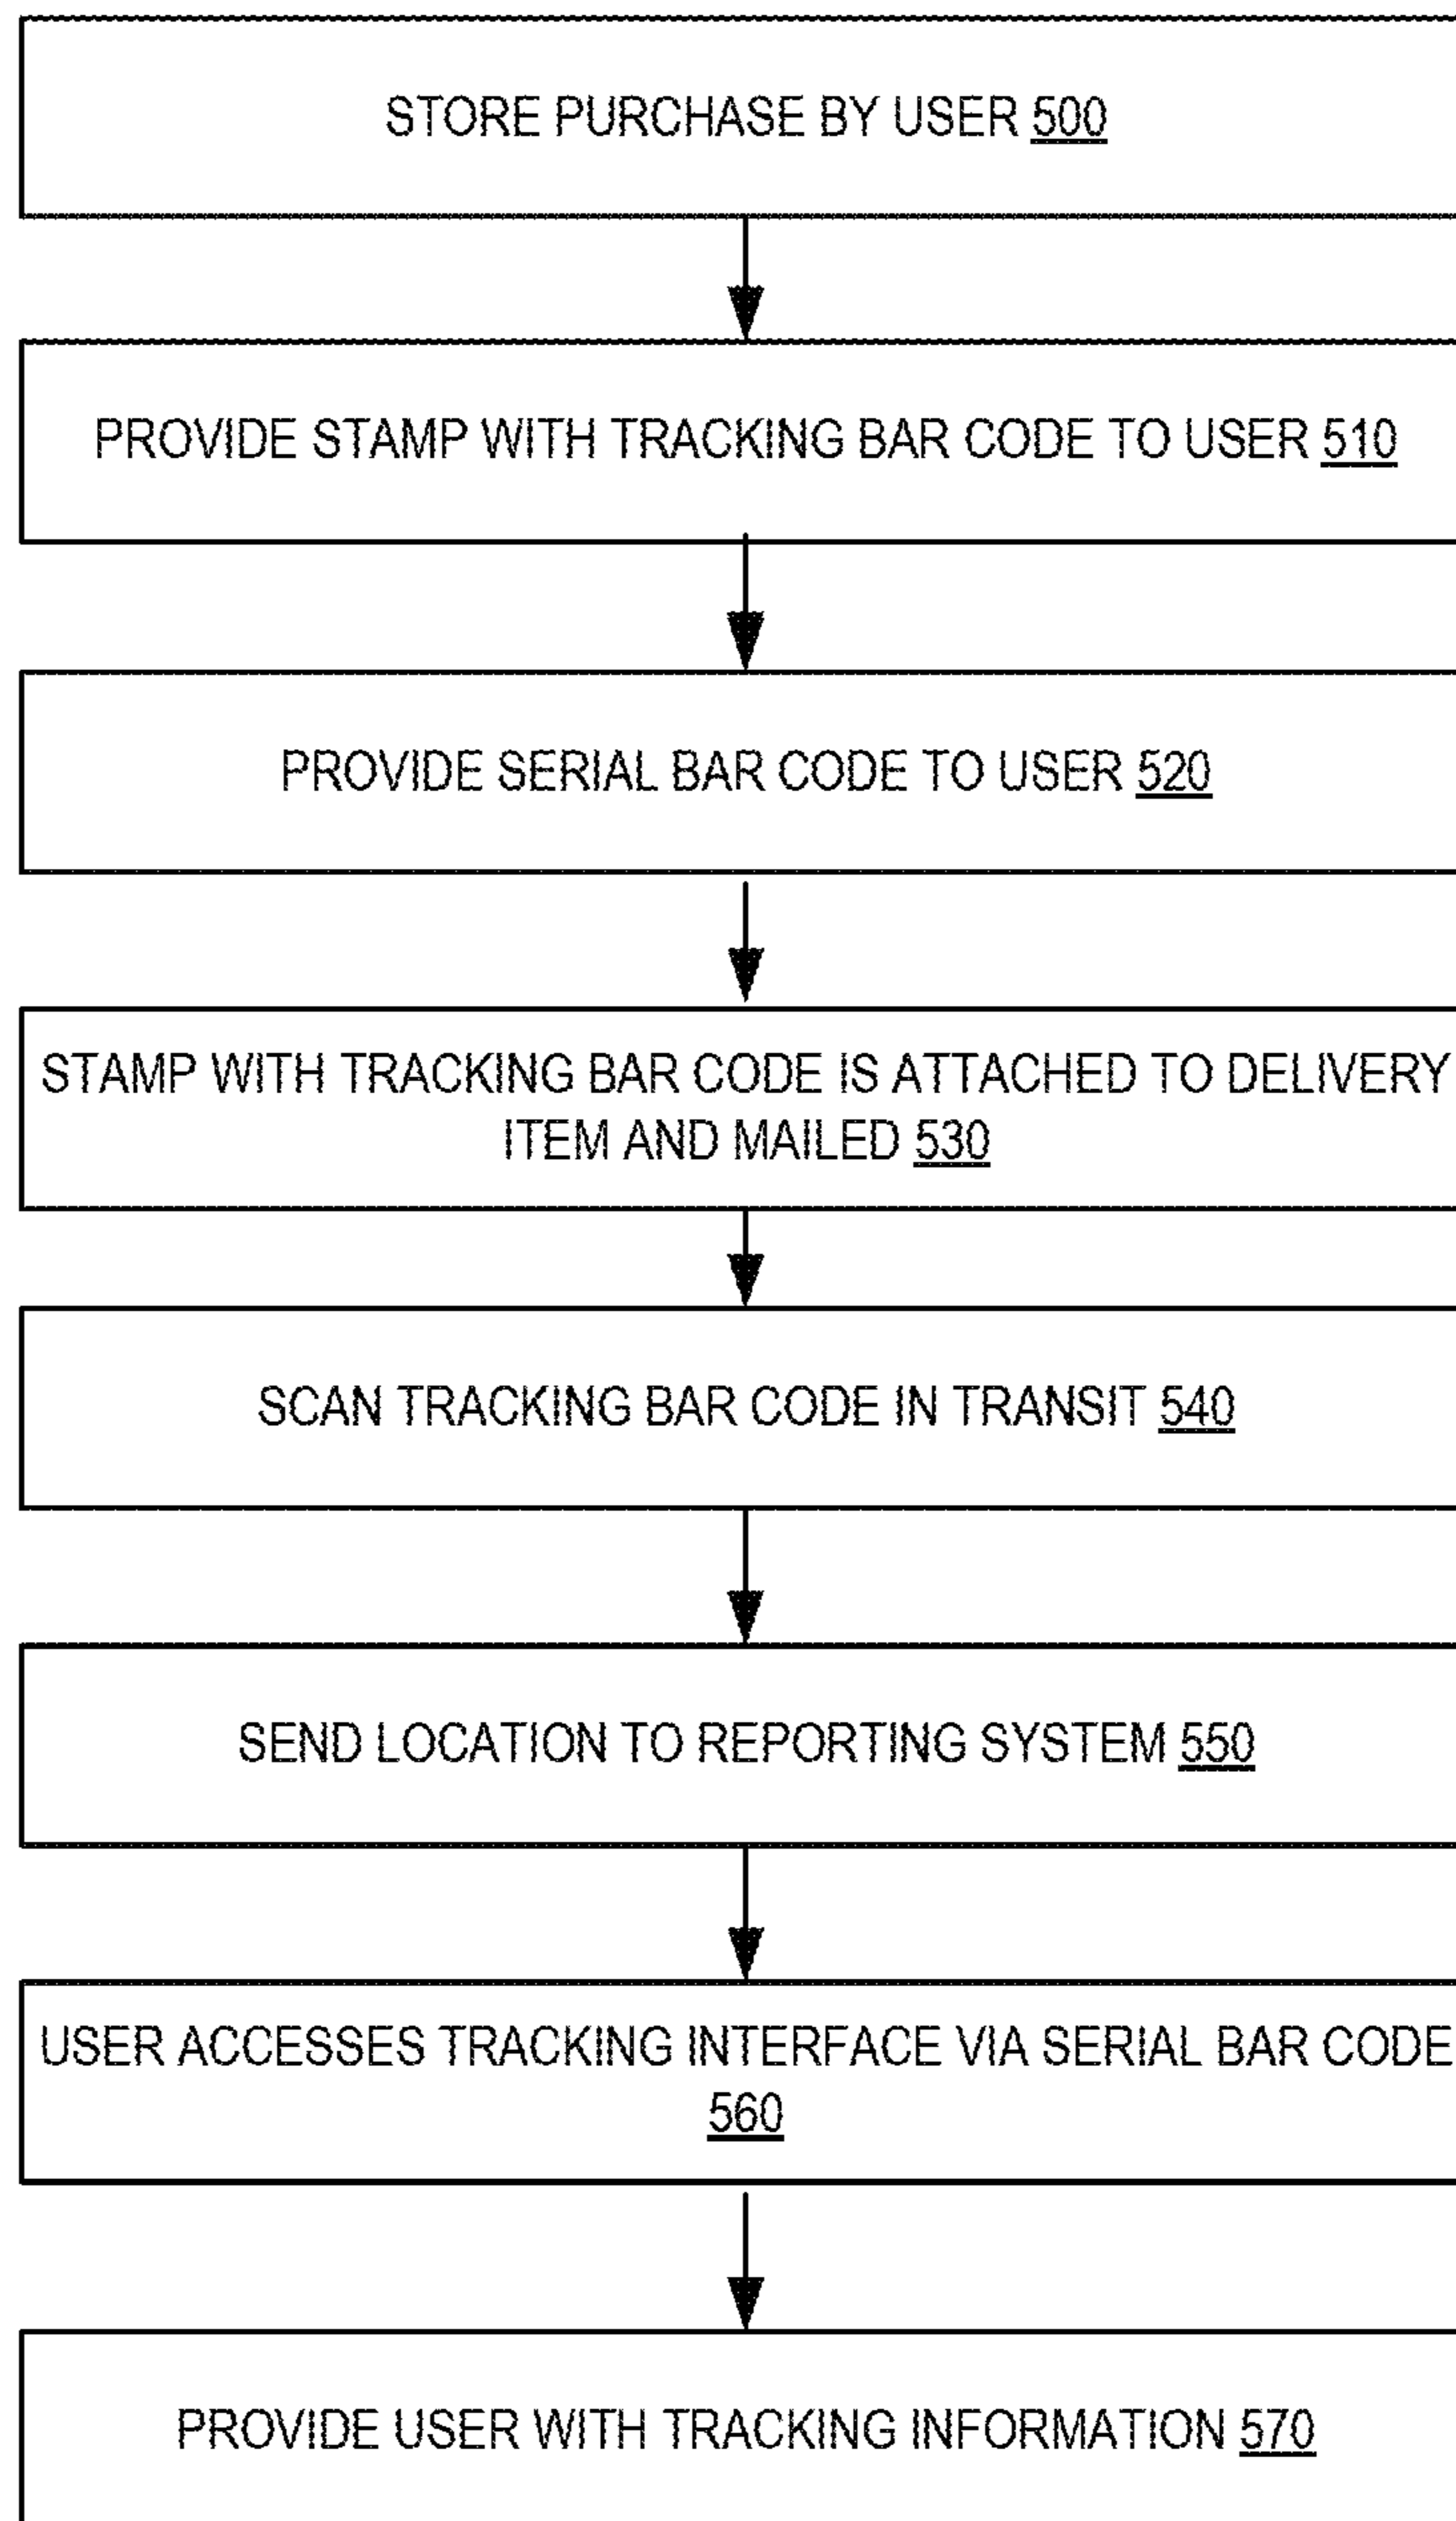 STORE PURCHASE BY USER 500
PROVIDE STAMP WITH TRACKING BAR CODE TO USER 510
PROVIDE SERIAL BAR CODE TO USER 520
STAMP WITH TRACKING BAR CODE IS ATTACHED TO DELIVERY
ITEM AND MAILED 530
SCAN TRACKING BAR CODE IN TRANSIT 540
SEND LOCATION TO REPORTING SYSTEM 550
USER ACCESSES TRACKING INTERFACE VIA SERIAL BAR CODE
560
PROVIDE USER WITH TRACKING INFORMATION 570